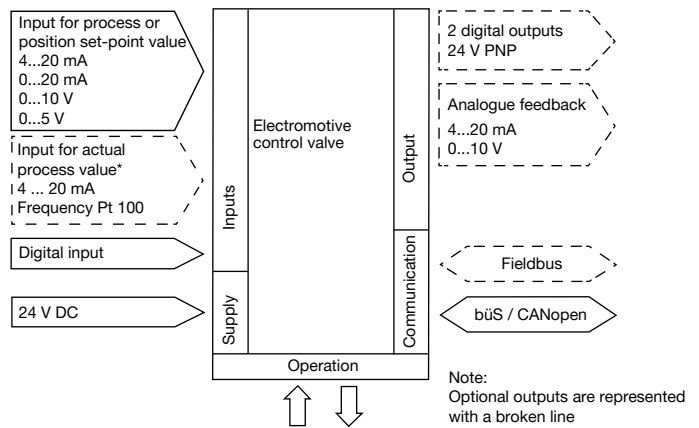 Input for process or
position set-point value
4...20 mA
0...20 mA
0...10 V
0...5 V
Input for actual
process value*
4 ... 20 mA
Frequency Pt 100
Digital input
24 V DC
Inputs
Supply
Electromotive
control valve
Output
Communication
Operation
2 digital outputs
24 V PNP
Analogue feedback
4...20 mA
0...10 V
Fieldbus
büS / CANopen
Note:
Optional outputs are represented
with a broken line